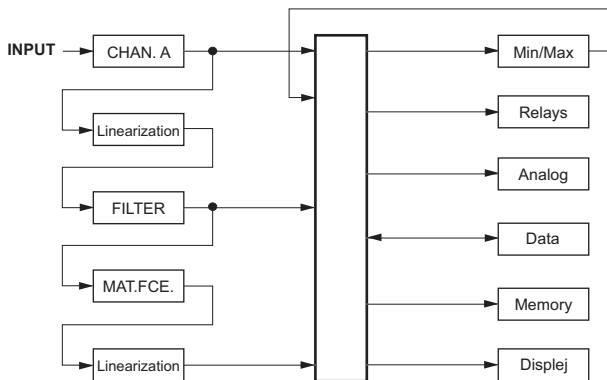 INPUT
CHAN. A
Min/Max
Linearization
Relays
FILTER
Analog
MAT.FCE.
Data
Memory
Linearization
Displej